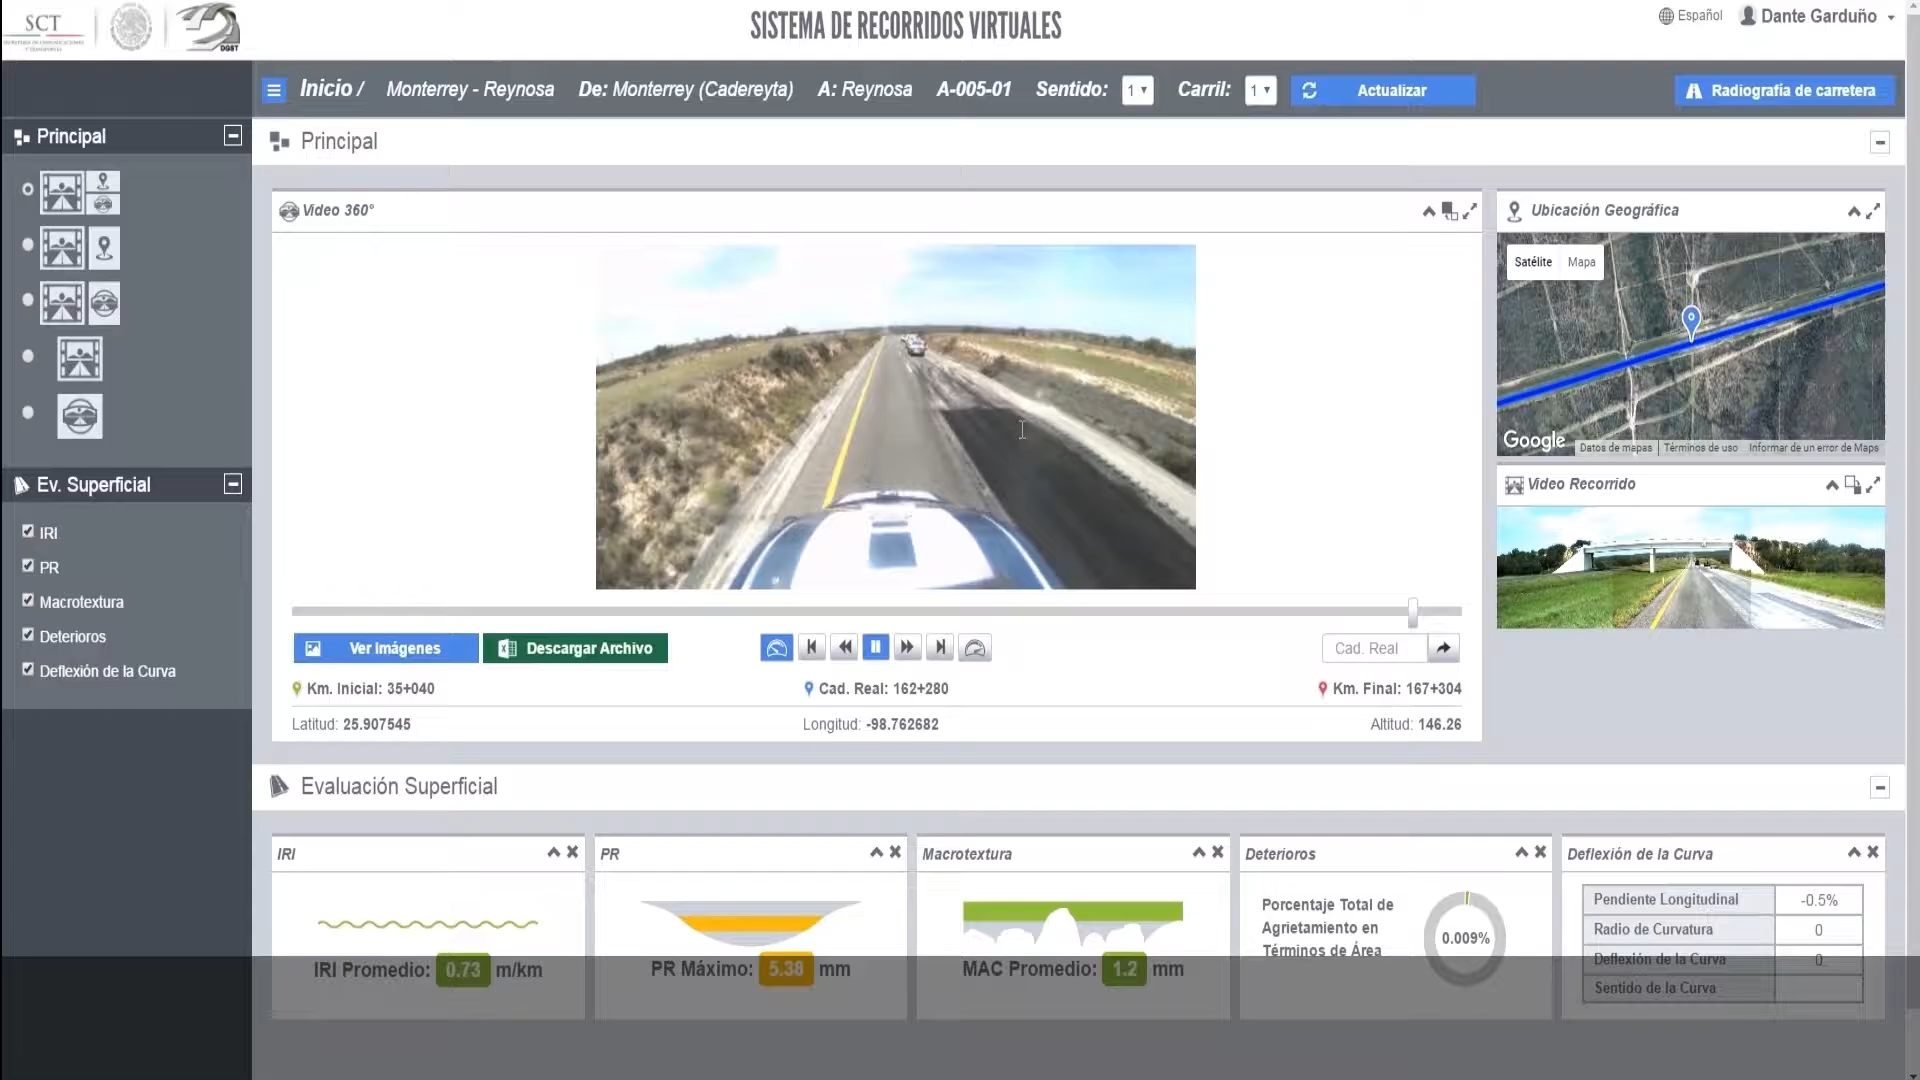 SCT
DGST
SISTEMA DE RECORRIDOS VIRTUALES
Español
Dante Garduño
Inicio / Monterrey - Reynosa De: Monterrey (Cadereyta) A: Reynosa A-005-01 Sentido: 1 Carril: 1 Actualizar Radiografía de carretera
Principal
Ev. Superficial
IRI
PR
Macrotextura
Deterioros
Deflexión de la Curva
Principal
Video 360°
Ver Imágenes
Descargar Archivo
Cad. Real
Km. Inicial: 35+040
Cad. Real: 162+280
Km. Final: 167+304
Latitud: 25.907545
Longitud: -98.762682
Altitud: 146.26
Ubicación Geográfica
Satélite Mapa
Google
Datos de mapas Términos de uso Informar de un error de Maps
Video Recorrido
Evaluación Superficial
IRI
IRI Promedio: 0.73 m/km
PR
PR Máximo: 5.38 mm
Macrotextura
MAC Promedio: 1.2 mm
Deterioros
Porcentaje Total de
Agrietamiento en
Términos de Área
0.009%
Deflexión de la Curva
Pendiente Longitudinal -0.5%
Radio de Curvatura 0
Deflexión de la Curva 0
Sentido de la Curva